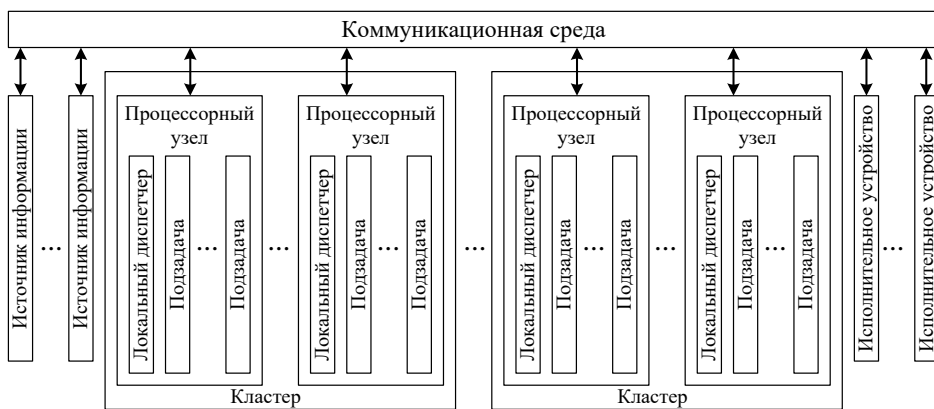 Коммуникационная среда
Источник информации
...
Источник информации
Процессорный
узел
Локальный диспетчер
Подзадача
...
Подзадача
...
Процессорный
узел
Локальный диспетчер
Подзадача
...
Подзадача
Кластер
...
Процессорный
узел
Локальный диспетчер
Подзадача
...
Подзадача
...
Процессорный
узел
Локальный диспетчер
Подзадача
...
Подзадача
Кластер
Исполнительное устройство
...
Исполнительное устройство